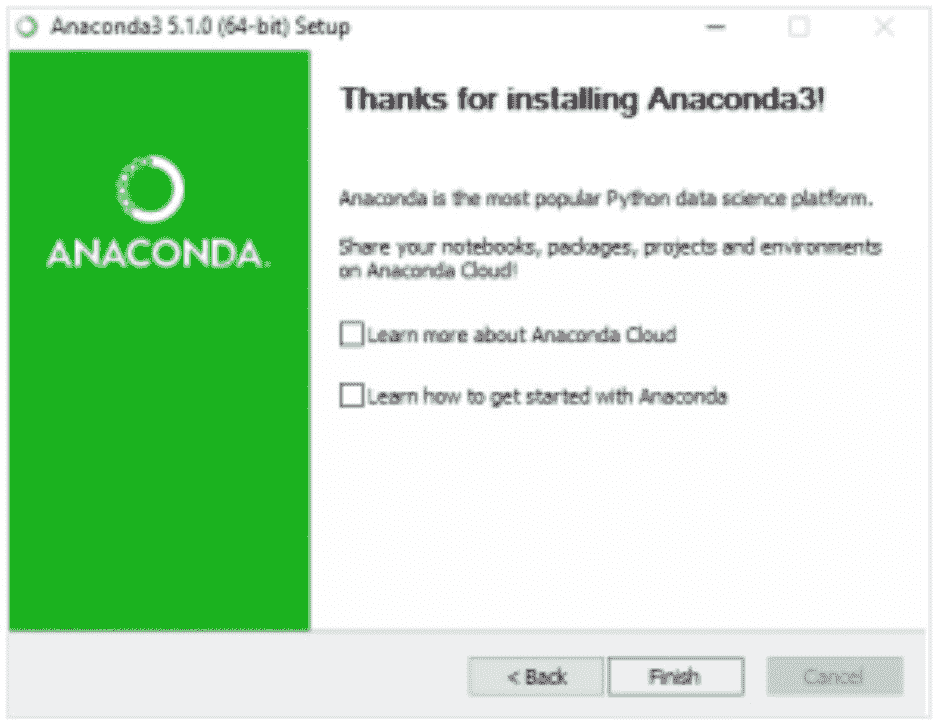 Anaconda3 5.1.0 (64-bit) Setup
Thanks for installing Anaconda3!
ANACONDA.
Anaconda is the most popular Python data science platform.
Share your notebooks, packages, projects and environments
on Anaconda Cloud!
Learn more about Anaconda Cloud
Learn how to get started with Anaconda
< Back
Finish
Cancel